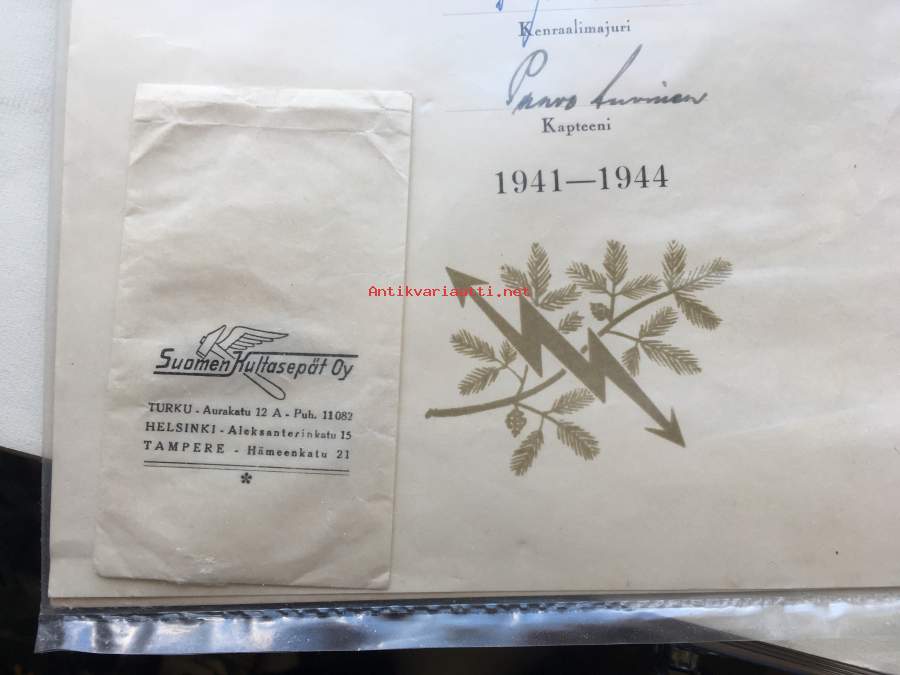 Kenraalimajuri
Paavo
Kapteeni
1941—1944
Antikvariaatti.net
Suomen Kultasepät Oy
TURKU - Aurakatu 12 A - Puh. 11082
HELSINKI - Aleksanterinkatu 15
TAMPERE - Hämeenkatu 21
*